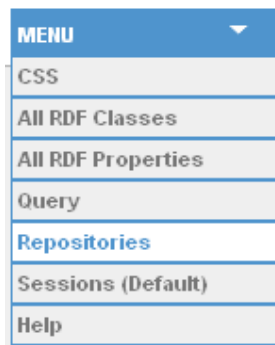 MENU
CSS
All RDF Classes
All RDF Properties
Query
Repositories
Sessions (Default)
Help